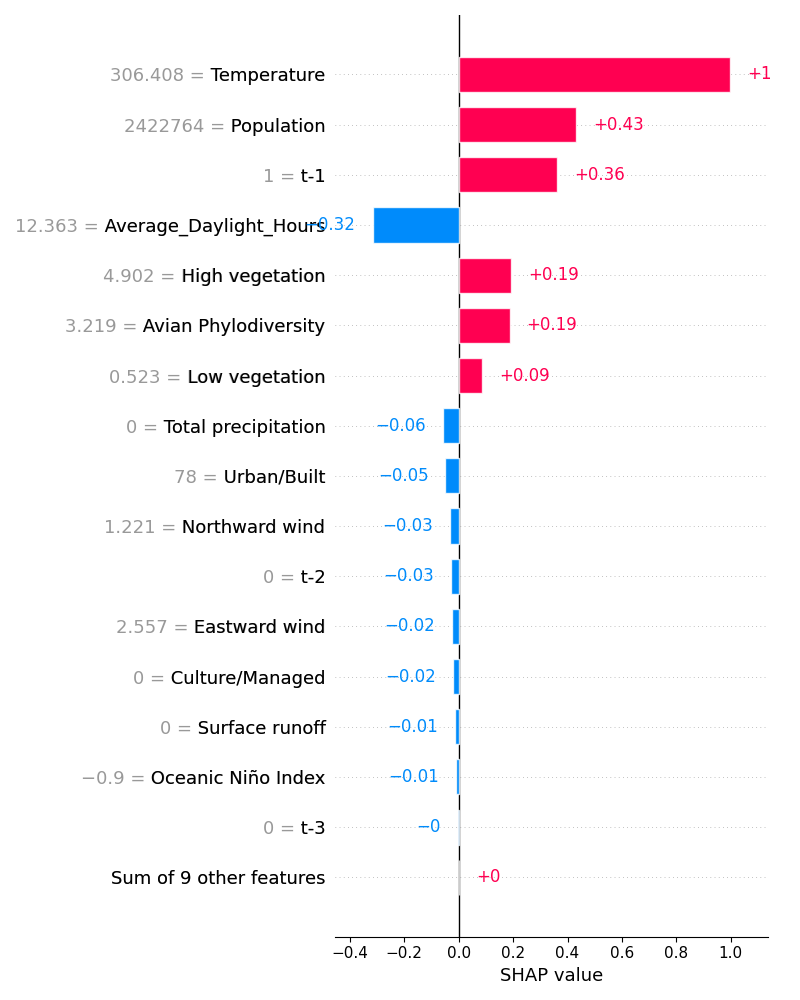 306.408 = Temperature +1
2422764 = Population +0.43
1 = t-1 +0.36
12.363 = Average_Daylight_Hours −0.32
4.902 = High vegetation +0.19
3.219 = Avian Phylodiversity +0.19
0.523 = Low vegetation +0.09
0 = Total precipitation −0.06
78 = Urban/Built −0.05
1.221 = Northward wind −0.03
0 = t-2 −0.03
2.557 = Eastward wind −0.02
0 = Culture/Managed −0.02
0 = Surface runoff −0.01
−0.9 = Oceanic Niño Index −0.01
0 = t-3 −0
Sum of 9 other features +0
−0.4 −0.2 0.0 0.2 0.4 0.6 0.8 1.0
SHAP value